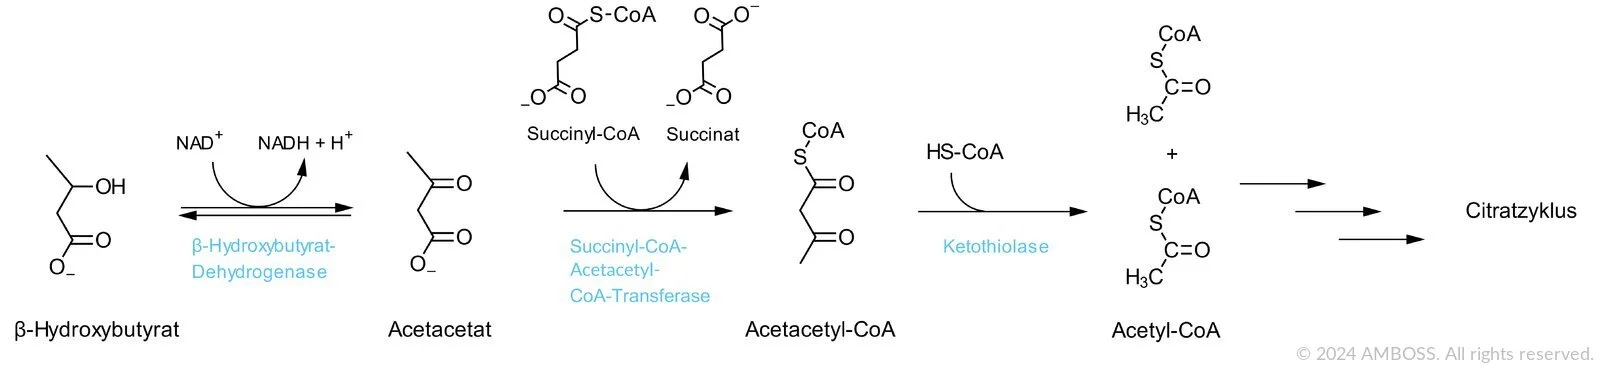 O
S-CoA
O
O−
−O
O
−O
O
Succinyl-CoA
Succinat
NAD+
NADH + H+
OH
O
O−
β-Hydroxybutyrat-
Dehydrogenase
β-Hydroxybutyrat
O
O
O−
Acetacetat
Succinyl-CoA-
Acetacetyl-
CoA-Transferase
CoA
S
O
O
Acetacetyl-CoA
HS-CoA
Ketothiolase
CoA
S
C=O
H3C
+
CoA
S
C=O
H3C
Acetyl-CoA
Citratzyklus
© 2024 AMBOSS. All rights reserved.